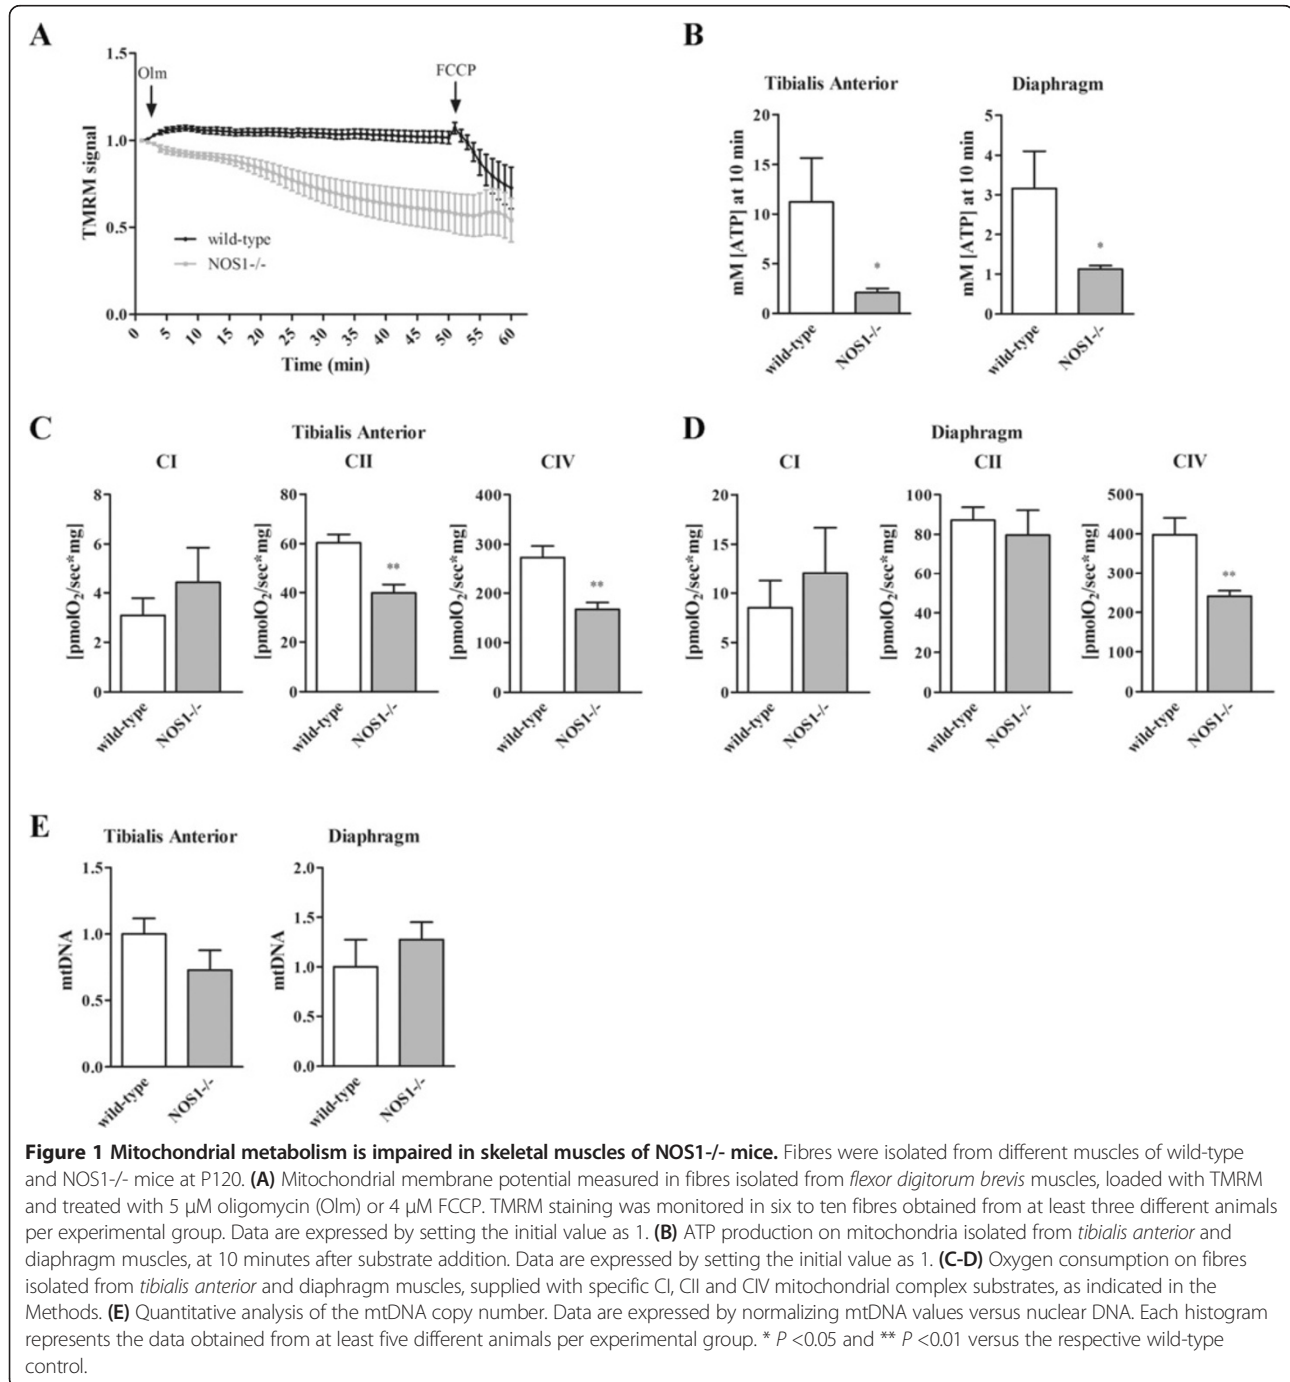 A
1.5
Olm
FCCP
1.0
TMRM signal
0.5
wild-type
NOS1-/-
0.0
0 5 10 15 20 25 30 35 40 45 50 55 60
Time (min)
B
Tibialis Anterior
Diaphragm
mM [ATP] at 10 min
20
15
10
5
0
wild-type
NOS1-/-
*
mM [ATP] at 10 min
5
4
3
2
1
0
wild-type
NOS1-/-
*
C
Tibialis Anterior
CI
CII
CIV
[pmolO2/sec*mg]
8
6
4
2
0
wild-type
NOS1-/-
[pmolO2/sec*mg]
80
60
40
20
0
**
wild-type
NOS1-/-
[pmolO2/sec*mg]
400
300
200
100
0
**
wild-type
NOS1-/-
D
Diaphragm
CI
CII
CIV
[pmolO2/sec*mg]
20
15
10
5
0
wild-type
NOS1-/-
[pmolO2/sec*mg]
100
80
60
40
20
0
wild-type
NOS1-/-
[pmolO2/sec*mg]
500
400
300
200
100
0
**
wild-type
NOS1-/-
E
Tibialis Anterior
Diaphragm
mtDNA
1.5
1.0
0.5
0.0
wild-type
NOS1-/-
mtDNA
2.0
1.5
1.0
0.5
0.0
wild-type
NOS1-/-
Figure 1 Mitochondrial metabolism is impaired in skeletal muscles of NOS1-/- mice. Fibres were isolated from different muscles of wild-type
and NOS1-/- mice at P120. (A) Mitochondrial membrane potential measured in fibres isolated from flexor digitorum brevis muscles, loaded with TMRM
and treated with 5 μM oligomycin (Olm) or 4 μM FCCP. TMRM staining was monitored in six to ten fibres obtained from at least three different animals
per experimental group. Data are expressed by setting the initial value as 1. (B) ATP production on mitochondria isolated from tibialis anterior and
diaphragm muscles, at 10 minutes after substrate addition. Data are expressed by setting the initial value as 1. (C-D) Oxygen consumption on fibres
isolated from tibialis anterior and diaphragm muscles, supplied with specific CI, CII and CIV mitochondrial complex substrates, as indicated in the
Methods. (E) Quantitative analysis of the mtDNA copy number. Data are expressed by normalizing mtDNA values versus nuclear DNA. Each histogram
represents the data obtained from at least five different animals per experimental group. * P <0.05 and ** P <0.01 versus the respective wild-type
control.